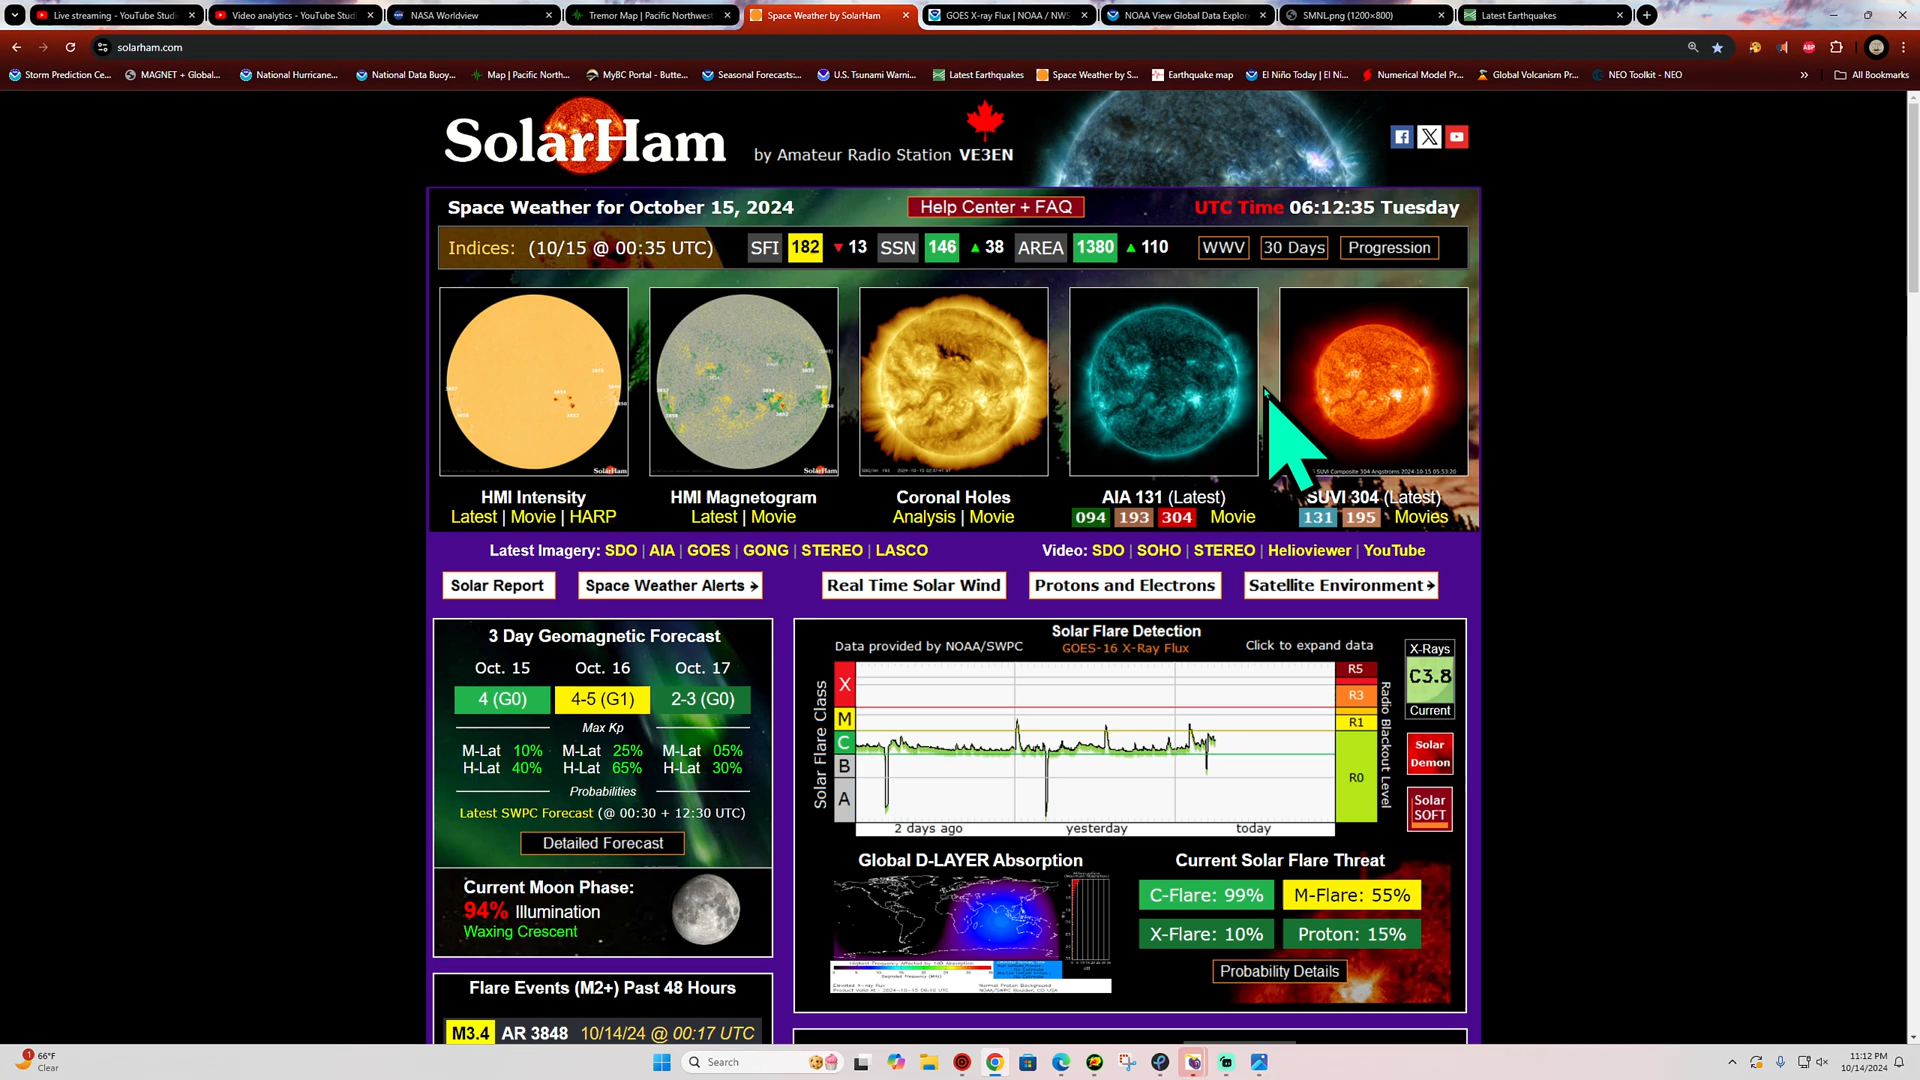 Live streaming - YouTube Studi
Video analytics - YouTube Studi
NASA Worldview
Tremor Map | Pacific Northwest
Space Weather by SolarHam
GOES X-ray Flux | NOAA / NWS
NOAA View Global Data Explor
SMNL.png (1200×800)
Latest Earthquakes
solarham.com
Storm Prediction Ce...
MAGNET + Global...
National Hurricane...
National Data Buoy...
Map | Pacific North...
MyBC Portal - Butte...
Seasonal Forecasts:...
U.S. Tsunami Warni...
Latest Earthquakes
Space Weather by S...
Earthquake map
El Niño Today | El Ni...
Numerical Model Pr...
Global Volcanism Pr...
NEO Toolkit - NEO
All Bookmarks
SolarHam
by Amateur Radio Station VE3EN
Space Weather for October 15, 2024
Help Center + FAQ
UTC Time 06:12:35 Tuesday
Indices: (10/15 @ 00:35 UTC)
SFI 182 ▼ 13 SSN 146 ▲ 38 AREA 1380 ▲ 110
WWV
30 Days
Progression
HMI Intensity
Latest | Movie | HARP
HMI Magnetogram
Latest | Movie
Coronal Holes
Analysis | Movie
AIA 131 (Latest)
094 193 304 Movie
SUVI Composite 304 Angstroms 2024-10-15 05:53:20
SUVI 304 (Latest)
131 195 Movies
Latest Imagery: SDO | AIA | GOES | GONG | STEREO | LASCO
Video: SDO | SOHO | STEREO | Helioviewer | YouTube
Solar Report
Space Weather Alerts →
Real Time Solar Wind
Protons and Electrons
Satellite Environment →
3 Day Geomagnetic Forecast
Oct. 15 Oct. 16 Oct. 17
4 (G0) 4-5 (G1) 2-3 (G0)
Max Kp
M-Lat 10% M-Lat 25% M-Lat 05%
H-Lat 40% H-Lat 65% H-Lat 30%
Probabilities
Latest SWPC Forecast (@ 00:30 + 12:30 UTC)
Detailed Forecast
Current Moon Phase:
94% Illumination
Waxing Crescent
Flare Events (M2+) Past 48 Hours
M3.4 AR 3848 10/14/24 @ 00:17 UTC
Solar Flare Detection
Data provided by NOAA/SWPC
GOES-16 X-Ray Flux
Click to expand data
Solar Flare Class
X
M
C
B
A
R5
R3
R1
R0
Radio Blackout Level
2 days ago yesterday today
X-Rays
C3.8
Current
Solar
Demon
Solar
SOFT
Global D-LAYER Absorption
Current Solar Flare Threat
C-Flare: 99% M-Flare: 55%
X-Flare: 10% Proton: 15%
Probability Details
66°F
Clear
Search
11:12 PM
10/14/2024